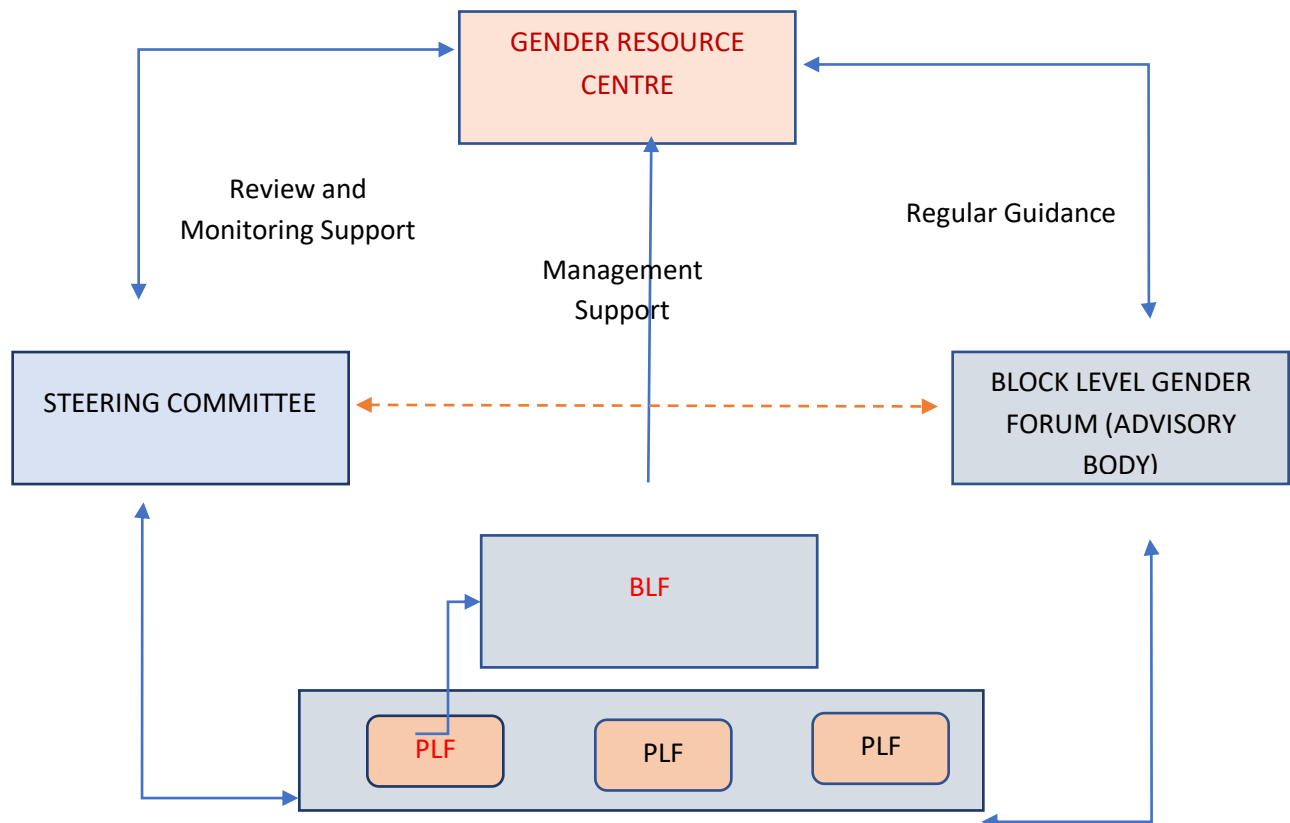 GENDER RESOURCE
CENTRE
Review and
Monitoring Support
Regular Guidance
Management
Support
STEERING COMMITTEE
BLOCK LEVEL GENDER
FORUM (ADVISORY
BODY)
BLF
PLF
PLF
PLF